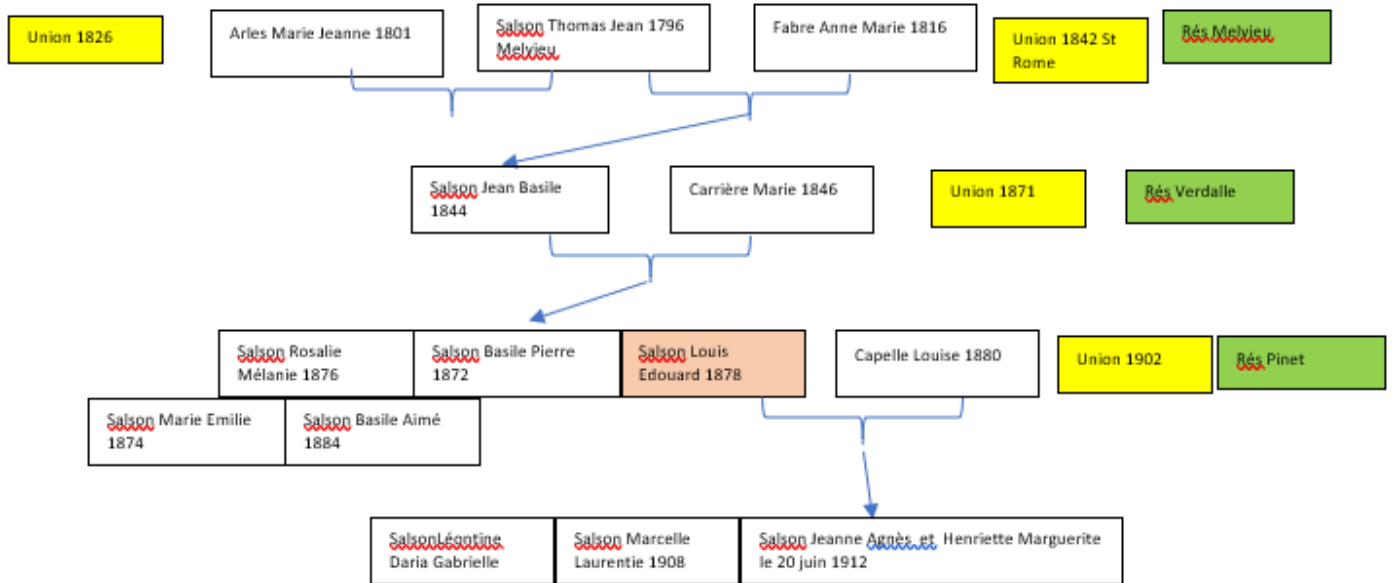 Union 1826
Arles Marie Jeanne 1801
Salson Thomas Jean 1796
Melvieu
Fabre Anne Marie 1816
Union 1842 St
Rome
Rés Melvieu
Salson Jean Basile
1844
Carrière Marie 1846
Union 1871
Rés Verdalle
Salson Rosalie
Mélanie 1876
Salson Basile Pierre
1872
Salson Louis
Edouard 1878
Capelle Louise 1880
Union 1902
Rés Pinet
Salson Marie Emilie
1874
Salson Basile Aimé
1884
SalsonLéontine
Daria Gabrielle
Salson Marcelle
Laurentie 1908
Salson Jeanne Agnès et Henriette Marguerite
le 20 juin 1912